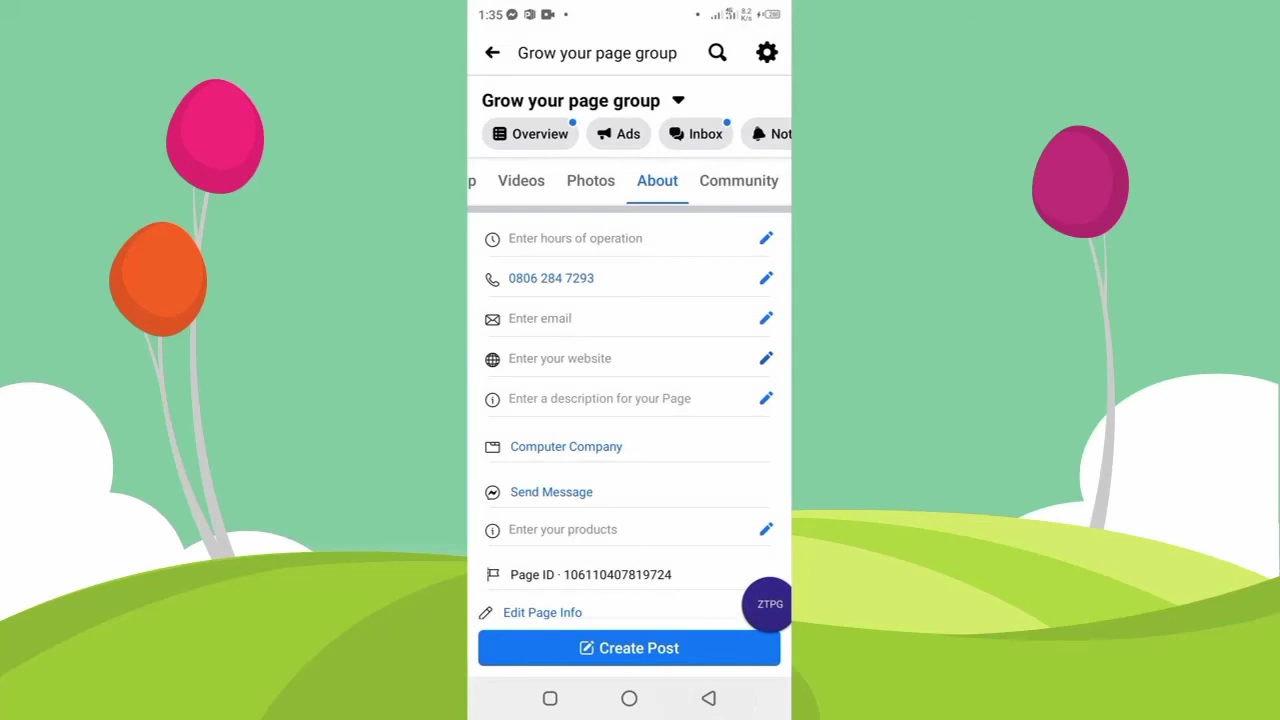 1:35
8.2
K/s
Grow your page group
Grow your page group
Overview
Ads
Inbox
Not
p
Videos
Photos
About
Community
Enter hours of operation
0806 284 7293
Enter email
Enter your website
Enter a description for your Page
Computer Company
Send Message
Enter your products
Page ID · 106110407819724
ZTPG
Edit Page Info
Create Post